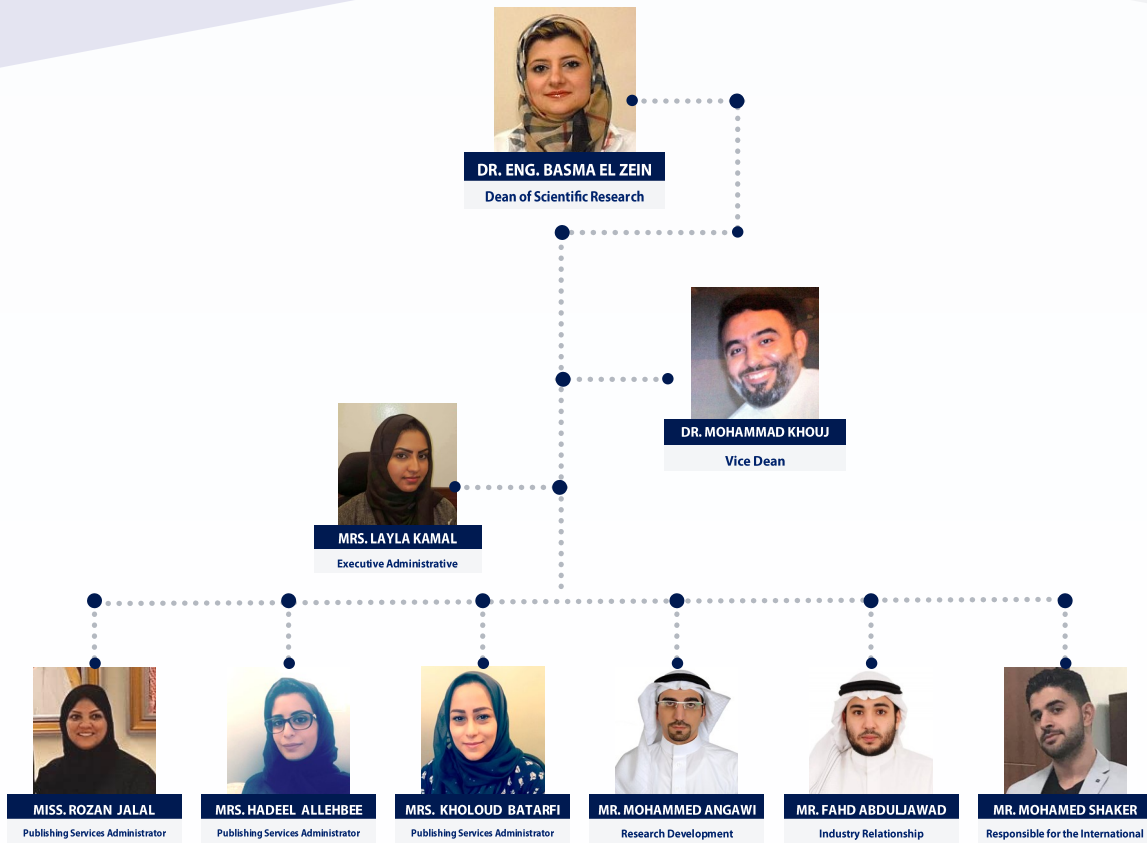 DR. ENG. BASMA EL ZEIN
Dean of Scientific Research
DR. MOHAMMAD KHOUJ
Vice Dean
MRS. LAYLA KAMAL
Executive Administrative
MISS. ROZAN JALAL
Publishing Services Administrator
MRS. HADEEL ALLEHBEE
Publishing Services Administrator
MRS. KHOLOUD BATARFI
Publishing Services Administrator
MR. MOHAMMED ANGAWI
Research Development
MR. FAHD ABDULJAWAD
Industry Relationship
MR. MOHAMED SHAKER
Responsible for the International